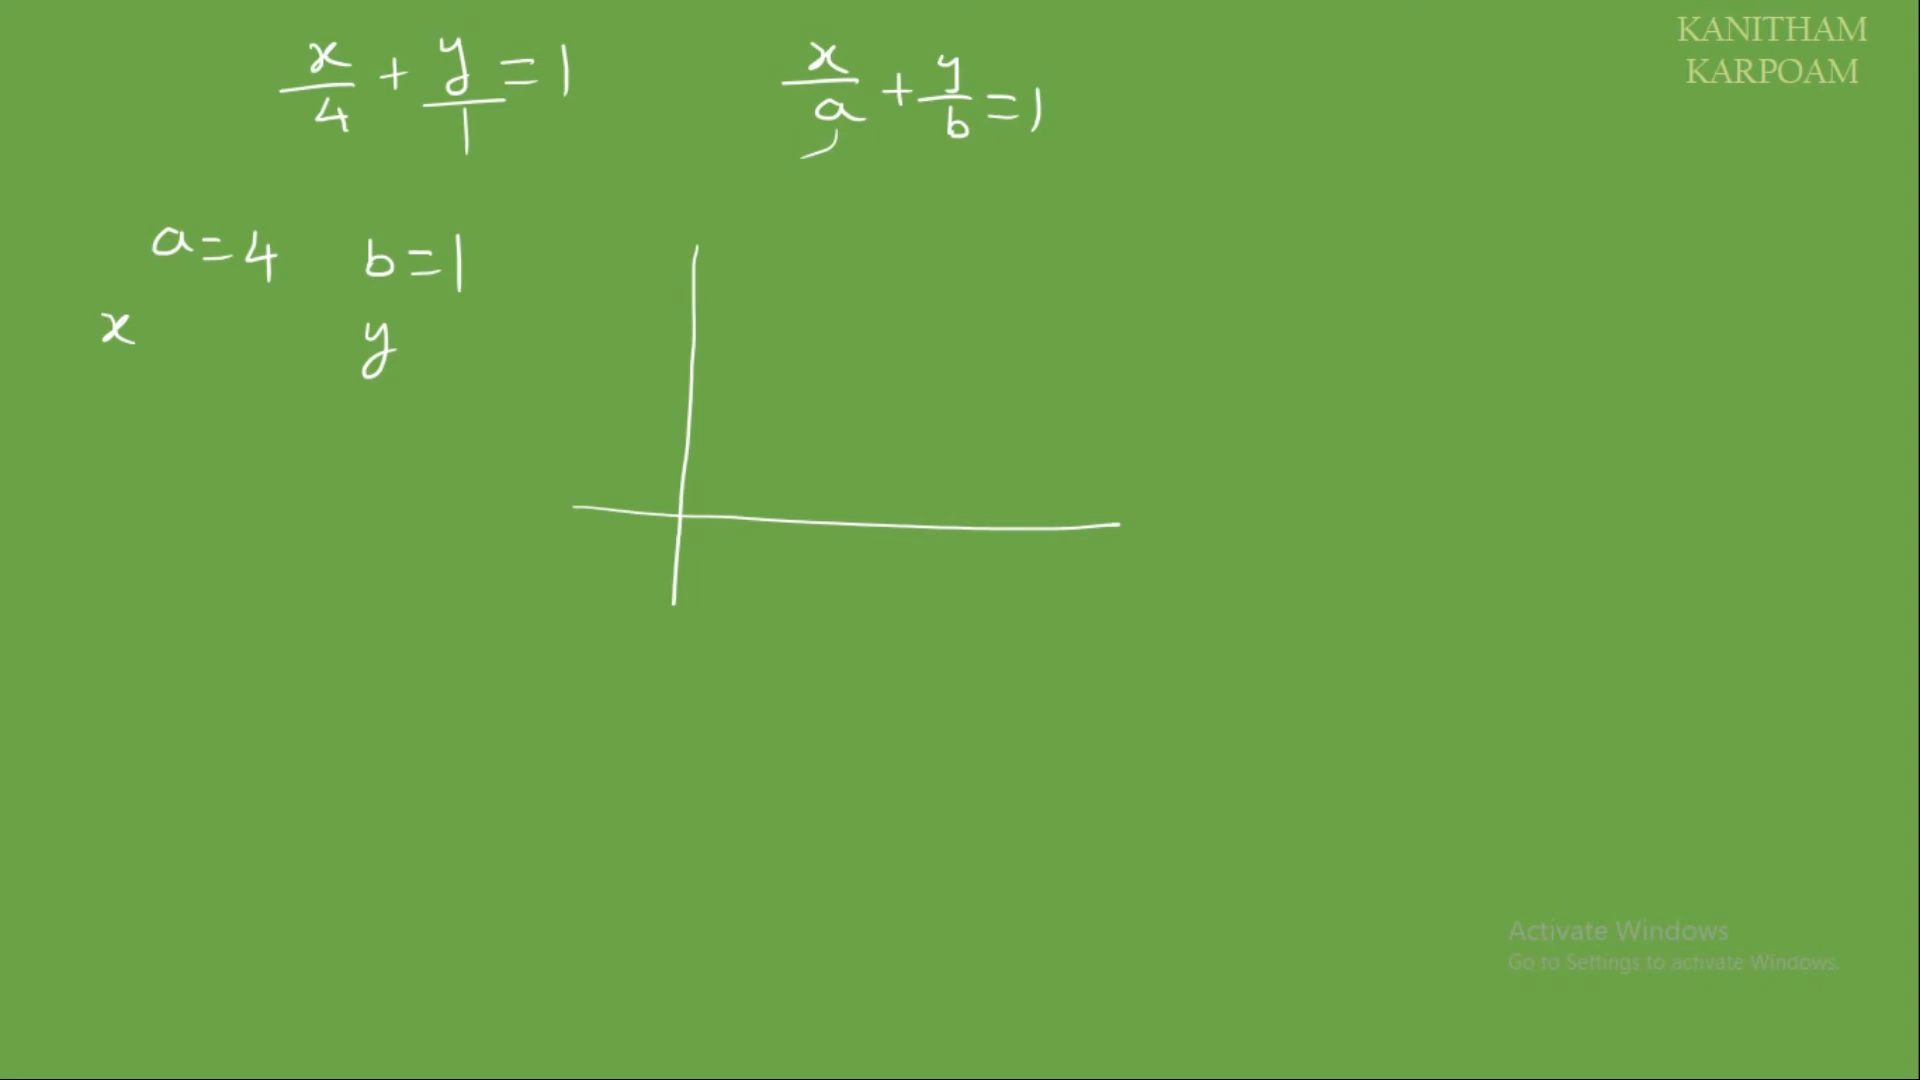 x/4 + y/1 = 1
x/a + y/b = 1
KANITHAM
KARPOAM
a=4 b=1
x y
Activate Windows
Go to Settings to activate Windows.